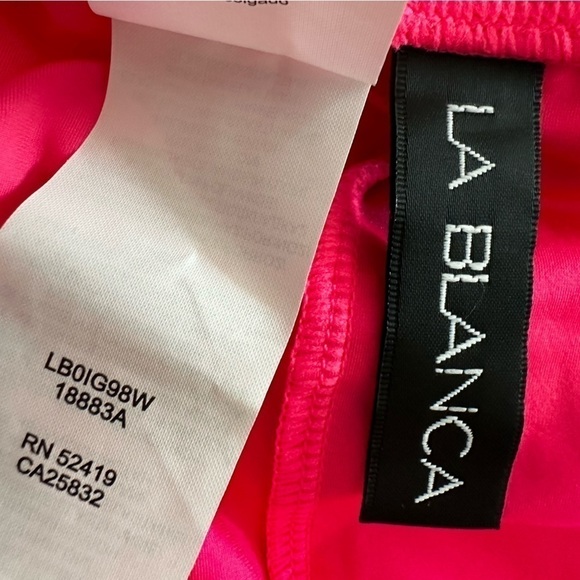 LB0IG98W
18883A
RN 52419
CA25832
LA BLANCA